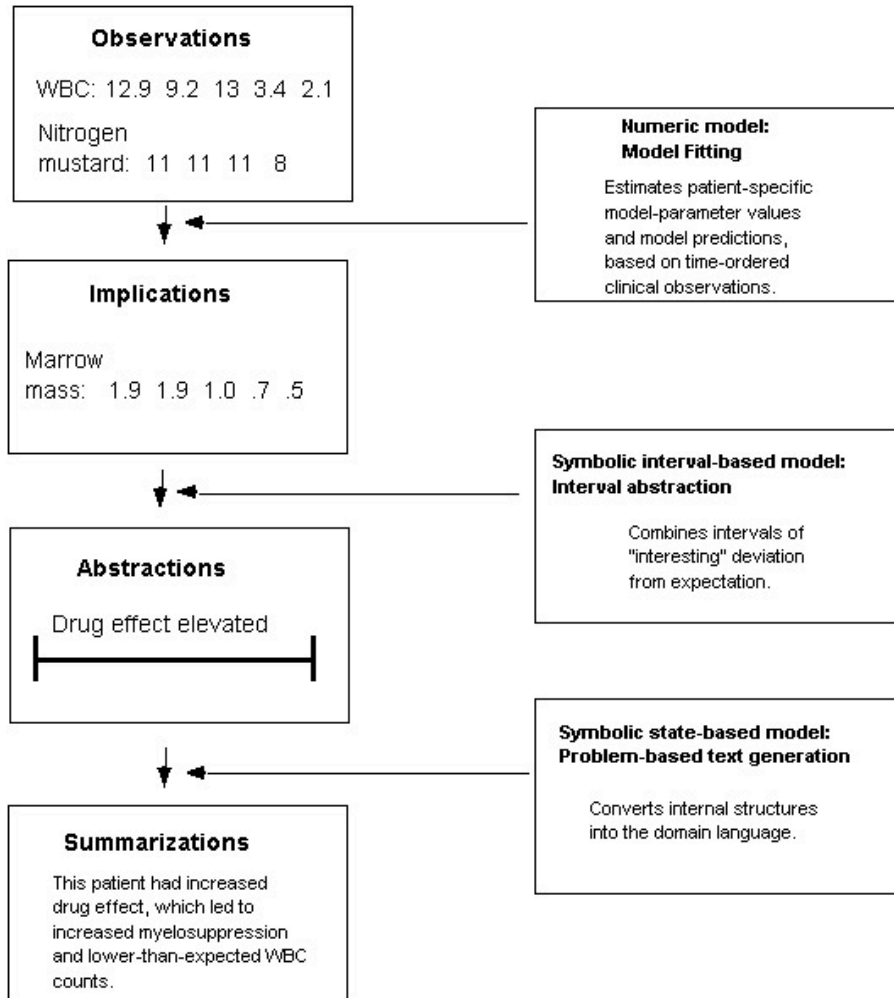 Observations
WBC: 12.9 9.2 13 3.4 2.1
Nitrogen
mustard: 11 11 11 8
Numeric model:
Model Fitting
Estimates patient-specific
model-parameter values
and model predictions,
based on time-ordered
clinical observations.
Implications
Marrow
mass: 1.9 1.9 1.0 .7 .5
Symbolic interval-based model:
Interval abstraction
Combines intervals of
"interesting" deviation
from expectation.
Abstractions
Drug effect elevated
Symbolic state-based model:
Problem-based text generation
Converts internal structures
into the domain language.
Summarizations
This patient had increased
drug effect, which led to
increased myelosuppression
and lower-than-expected WBC
counts.